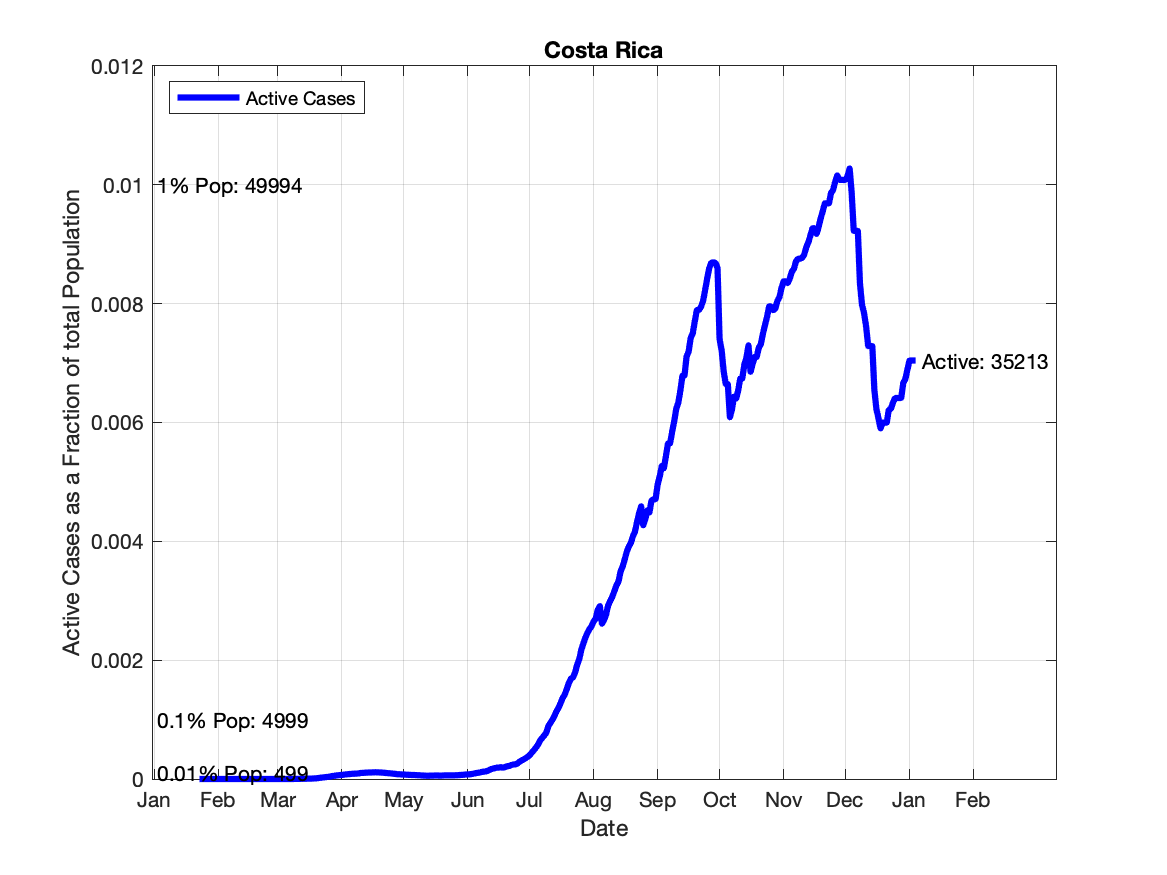 Costa Rica
0.012
Active Cases
0.01
1% Pop: 49994
0.008
Active: 35213
0.006
0.004
0.002
0.1% Pop: 4999
0.01% Pop: 499
0
Active Cases as a Fraction of total Population
Jan Feb Mar Apr May Jun Jul Aug Sep Oct Nov Dec Jan Feb
Date